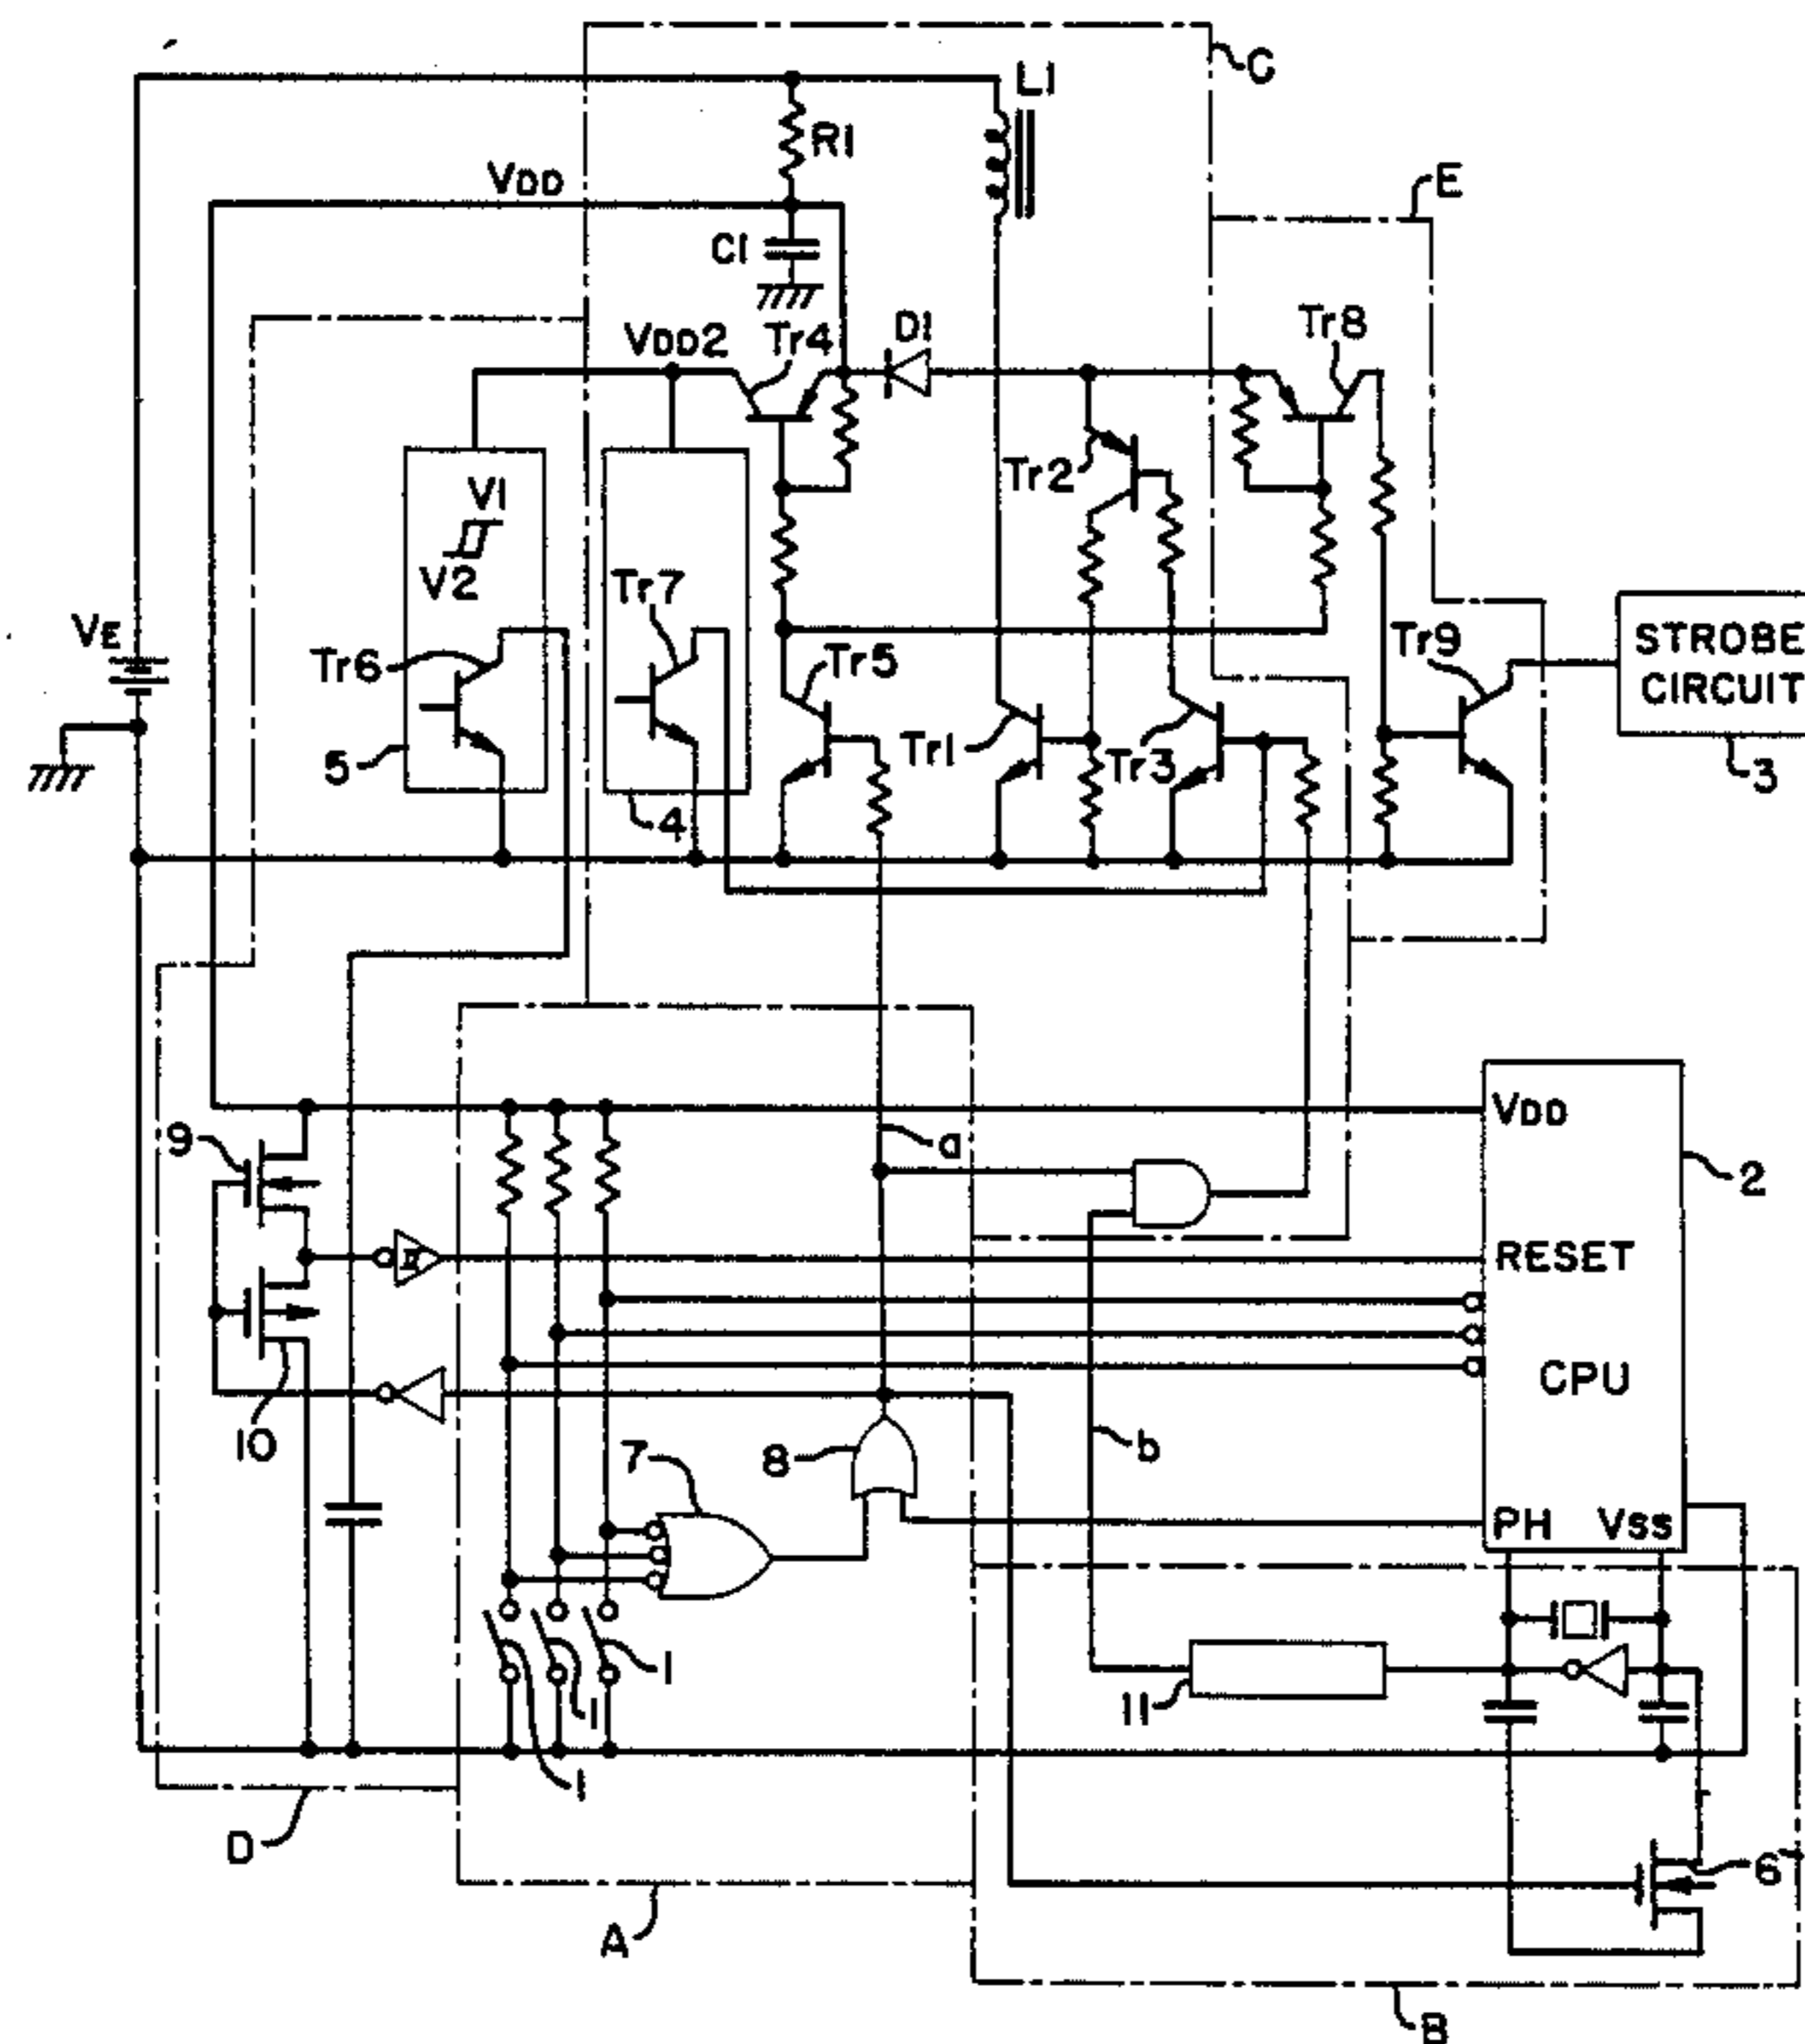 C
L1
R1
VDD
E
C1
D1
Tr8
VDD2
Tr4
V1
V2
Tr2
Tr7
VE
Tr6
Tr5
Tr1
Tr3
Tr9
STROBE
CIRCUIT
5
4
3
VDD
9
a
2
RESET
CPU
10
7
8
b
PH
VSS
1
1
1
11
D
6
A
B